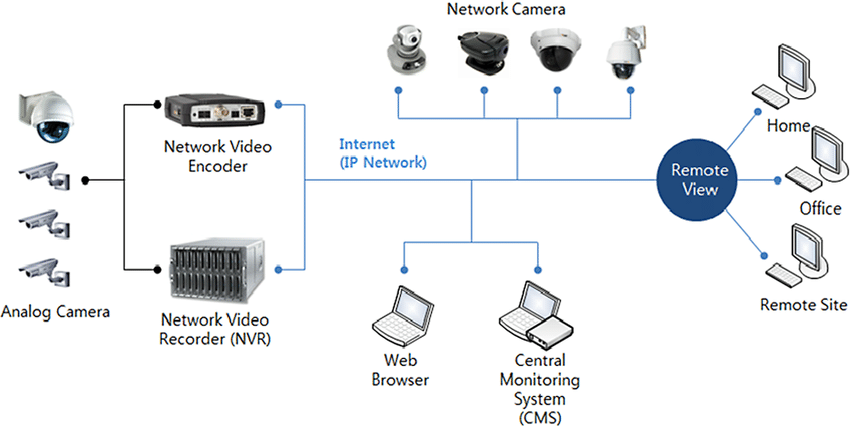 Network Camera
Network Video
Encoder
Internet
(IP Network)
Home
Remote
View
Office
Analog Camera
Network Video
Recorder (NVR)
Remote Site
Web
Browser
Central
Monitoring
System
(CMS)